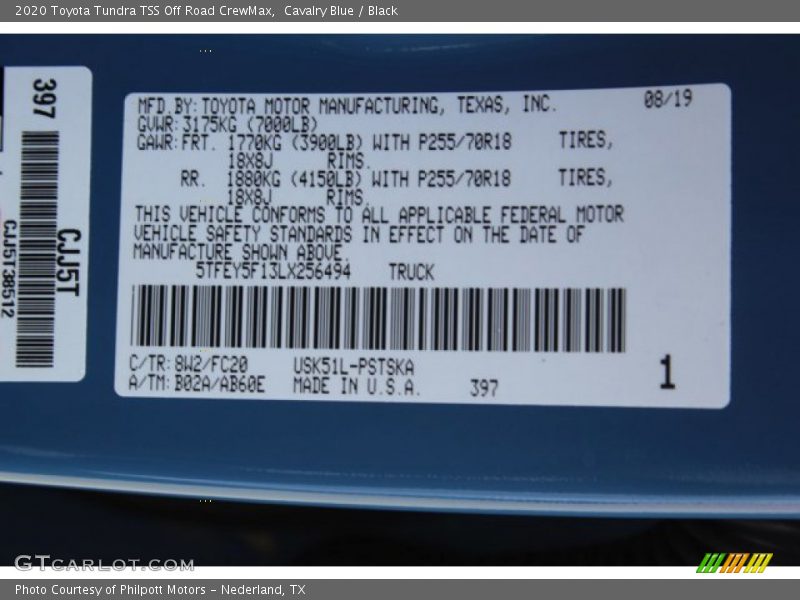 2020 Toyota Tundra TSS Off Road CrewMax, Cavalry Blue / Black
397
CJJ5T
CJJ5T38512
MFD.BY: TOYOTA MOTOR MANUFACTURING, TEXAS, INC. 08/19
GVWR: 3175KG (7000LB)
GAWR: FRT. 1770KG (3900LB) WITH P255/70R18 TIRES,
18X8J RIMS.
RR. 1880KG (4150LB) WITH P255/70R18 TIRES,
18X8J RIMS.
THIS VEHICLE CONFORMS TO ALL APPLICABLE FEDERAL MOTOR
VEHICLE SAFETY STANDARDS IN EFFECT ON THE DATE OF
MANUFACTURE SHOWN ABOVE.
5TFEY5F13LX256494 TRUCK
C/TR: 8W2/FC20 USK51L-PSTSKA
A/TM: B02A/AB60E MADE IN U.S.A. 397 1
GTCARLOT.COM
Photo Courtesy of Philpott Motors - Nederland, TX